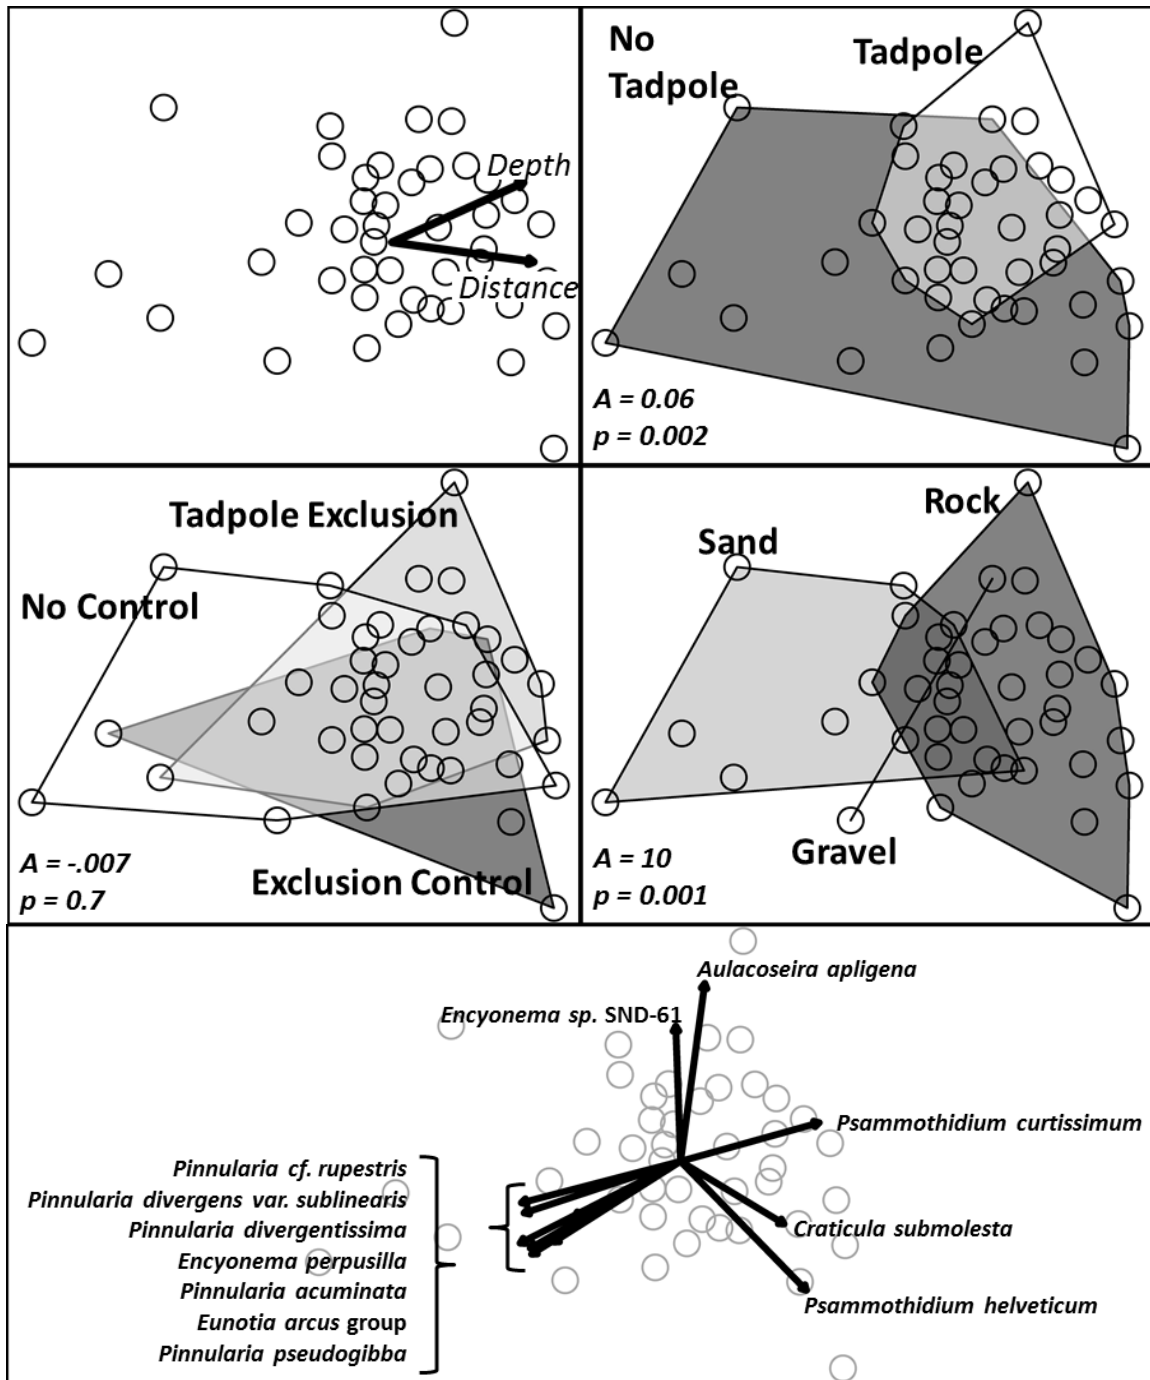 Depth
Distance
No
Tadpole
Tadpole
A = 0.06
p = 0.002
Tadpole Exclusion
No Control
Exclusion Control
A = -.007
p = 0.7
Rock
Sand
Gravel
A = 10
p = 0.001
Aulacoseira apligena
Encyonema sp. SND-61
Psammothidium curtissimum
Pinnularia cf. rupestris
Pinnularia divergens var. sublinearis
Pinnularia divergentissima
Encyonema perpusilla
Pinnularia acuminata
Eunotia arcus group
Pinnularia pseudogibba
Craticula submolesta
Psammothidium helveticum